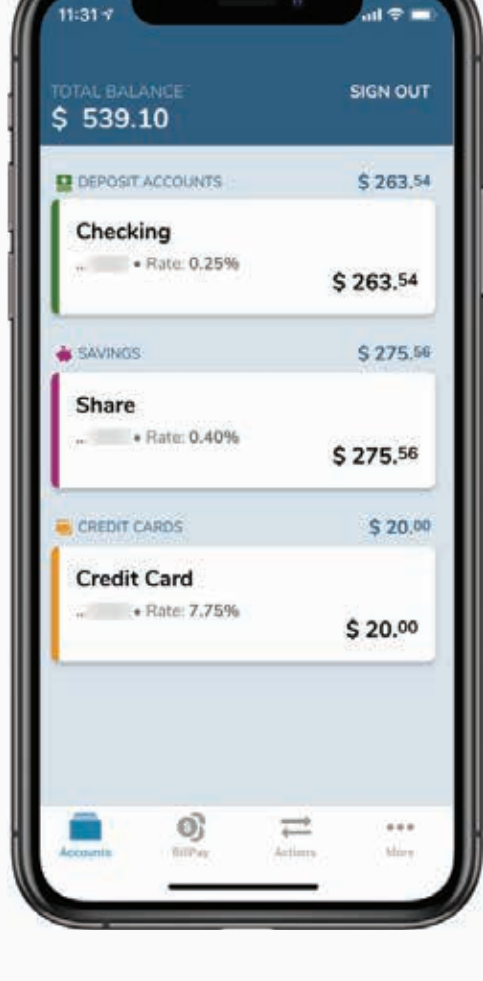 11:31
TOTAL BALANCE
SIGN OUT
$ 539.10
DEPOSIT ACCOUNTS
$ 263.54
Checking
.. • Rate: 0.25%
$ 263.54
SAVINGS
$ 275.56
Share
.. • Rate: 0.40%
$ 275.56
CREDIT CARDS
$ 20.00
Credit Card
.. • Rate: 7.75%
$ 20.00
Accounts
BillPay
Actions
More